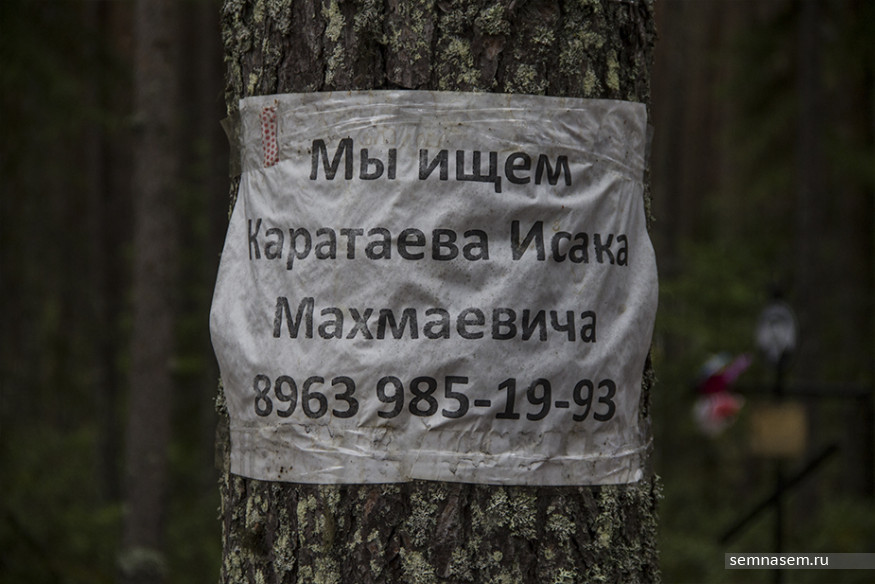 Мы ищем
Каратаева Исака
Махмаевича
8963 985-19-93
semnasem.ru